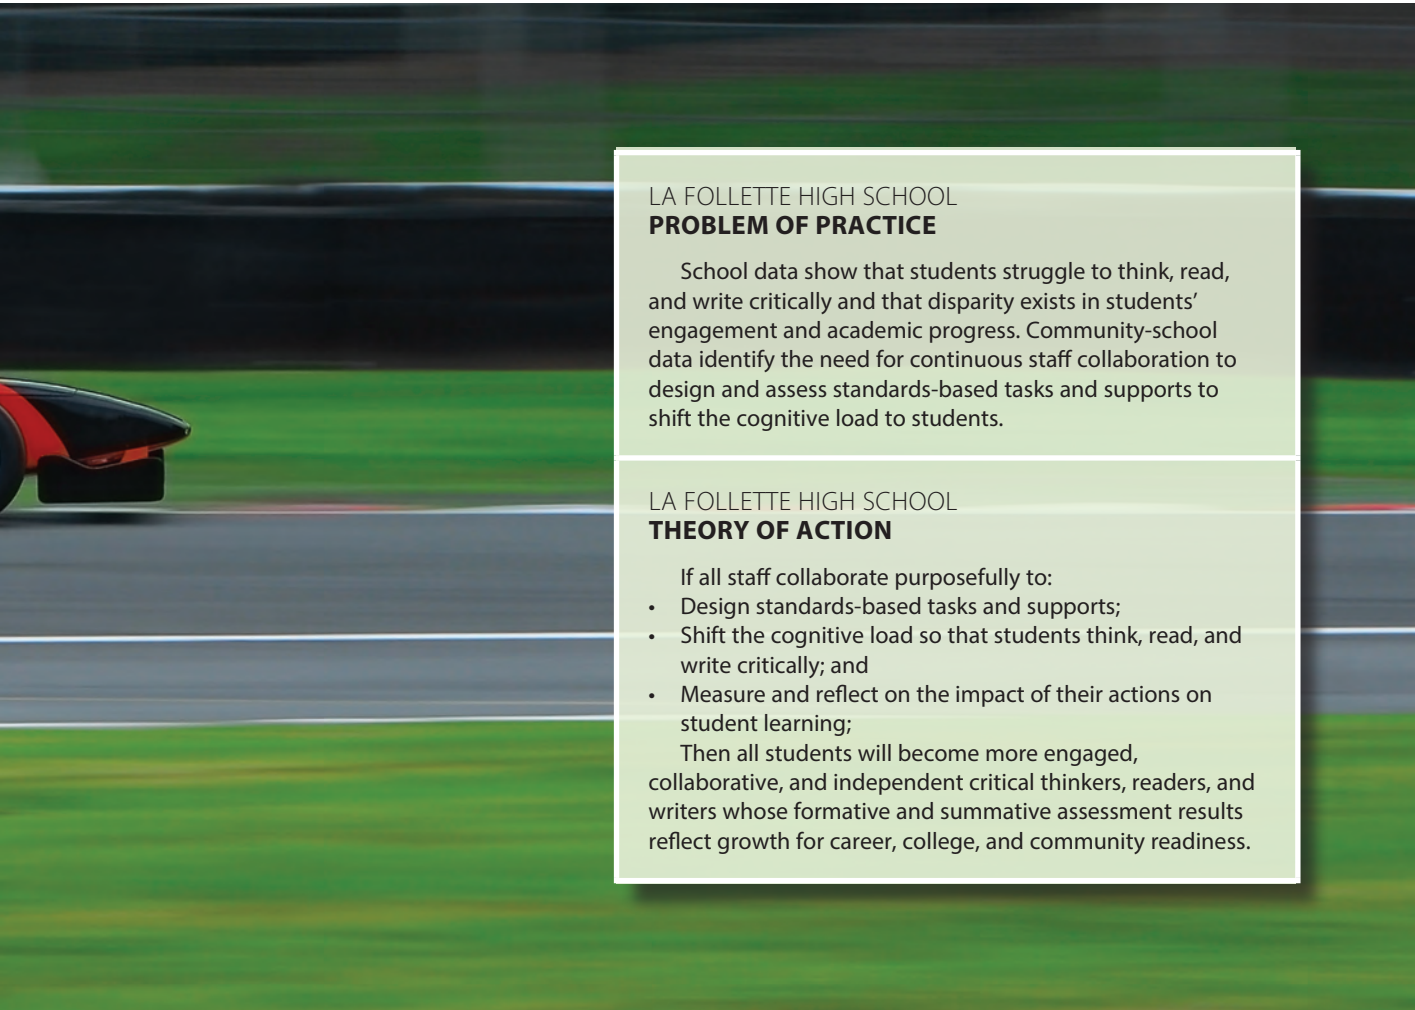 LA FOLLETTE HIGH SCHOOL
PROBLEM OF PRACTICE
School data show that students struggle to think, read,
and write critically and that disparity exists in students’
engagement and academic progress. Community-school
data identify the need for continuous staff collaboration to
design and assess standards-based tasks and supports to
shift the cognitive load to students.
LA FOLLETTE HIGH SCHOOL
THEORY OF ACTION
If all staff collaborate purposefully to:
• Design standards-based tasks and supports;
• Shift the cognitive load so that students think, read, and
write critically; and
• Measure and reflect on the impact of their actions on
student learning;
Then all students will become more engaged,
collaborative, and independent critical thinkers, readers, and
writers whose formative and summative assessment results
reflect growth for career, college, and community readiness.